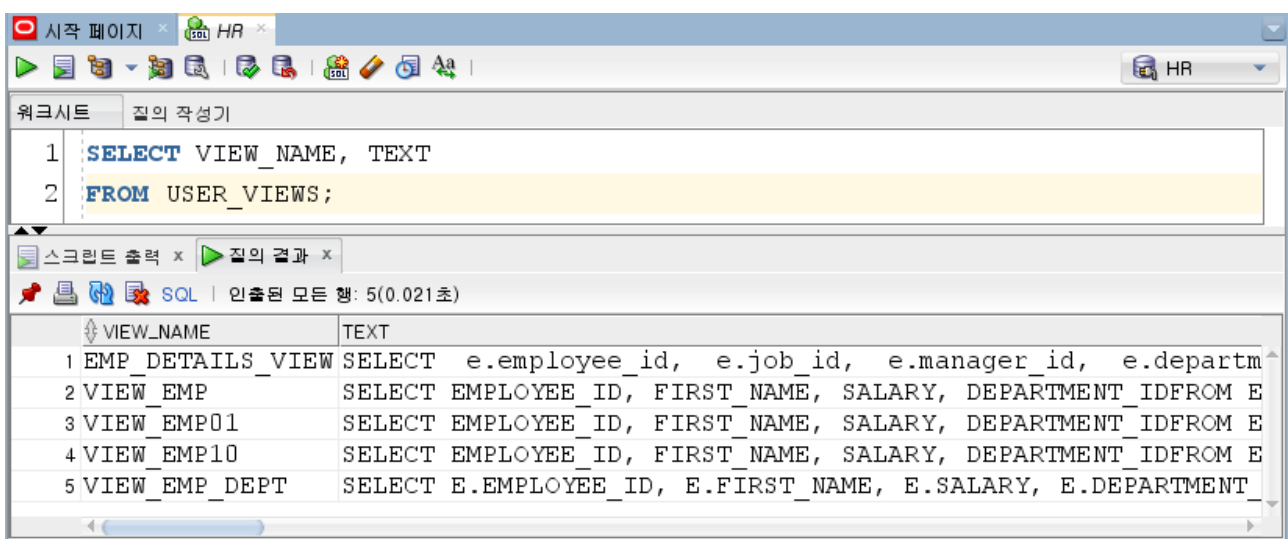 시작 페이지 HR
HR
워크시트 질의 작성기
1 SELECT VIEW_NAME, TEXT
2 FROM USER_VIEWS;
스크립트 출력 x 질의 결과 x
SQL | 인출된 모든 행: 5(0.021초)
VIEW_NAME TEXT
1 EMP_DETAILS_VIEW SELECT e.employee_id, e.job_id, e.manager_id, e.departm
2 VIEW_EMP SELECT EMPLOYEE_ID, FIRST_NAME, SALARY, DEPARTMENT_IDFROM E
3 VIEW_EMP01 SELECT EMPLOYEE_ID, FIRST_NAME, SALARY, DEPARTMENT_IDFROM E
4 VIEW_EMP10 SELECT EMPLOYEE_ID, FIRST_NAME, SALARY, DEPARTMENT_IDFROM E
5 VIEW_EMP_DEPT SELECT E.EMPLOYEE_ID, E.FIRST_NAME, E.SALARY, E.DEPARTMENT_